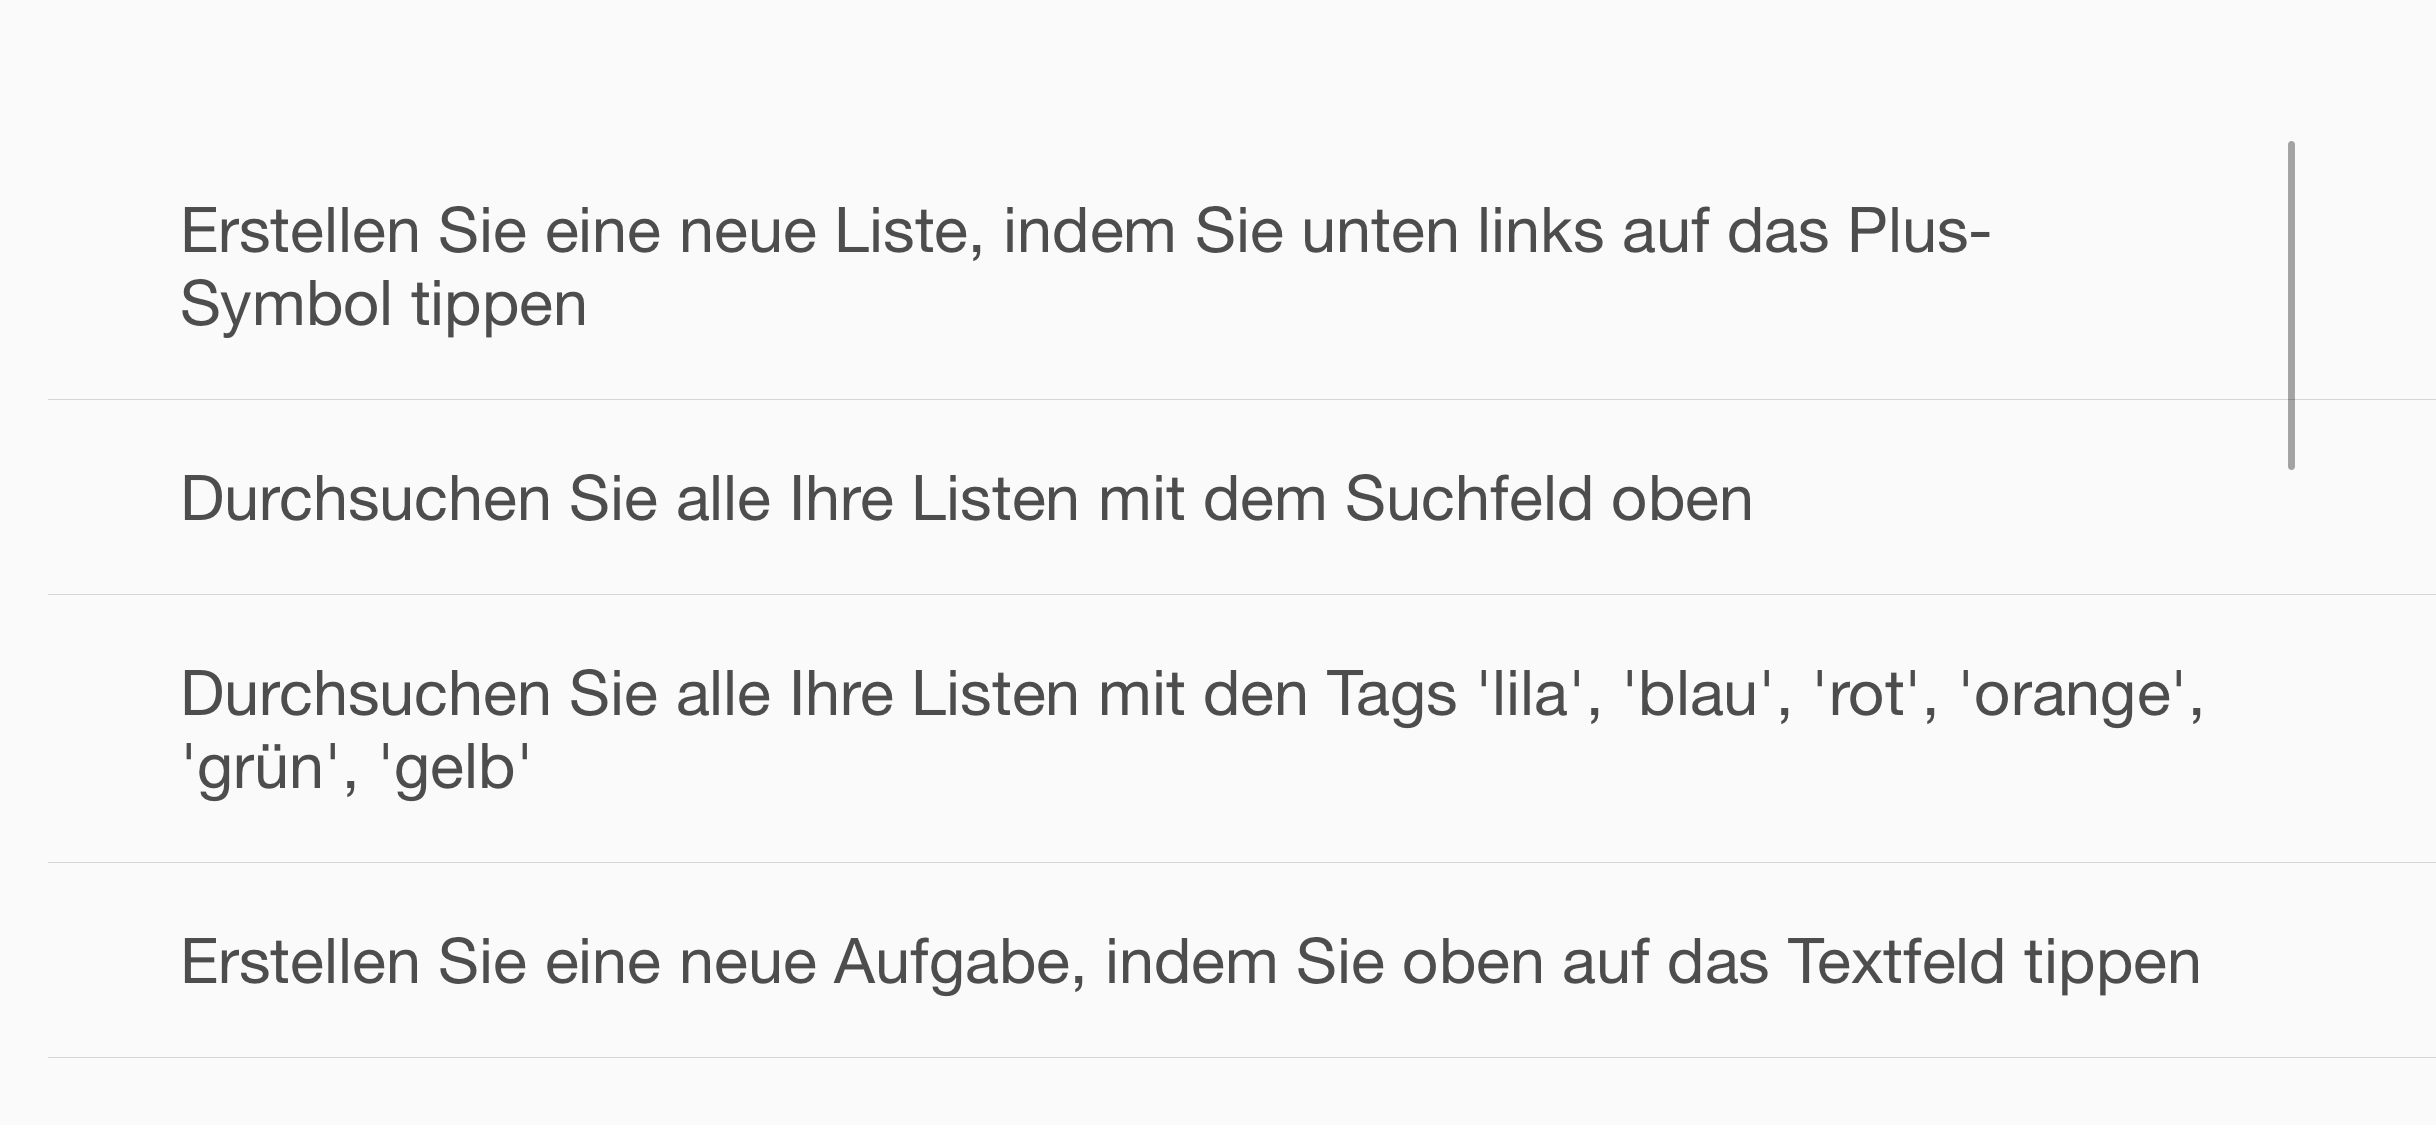 Erstellen Sie eine neue Liste, indem Sie unten links auf das Plus-
Symbol tippen
Durchsuchen Sie alle Ihre Listen mit dem Suchfeld oben
Durchsuchen Sie alle Ihre Listen mit den Tags 'lila', 'blau', 'rot', 'orange',
'grün', 'gelb'
Erstellen Sie eine neue Aufgabe, indem Sie oben auf das Textfeld tippen